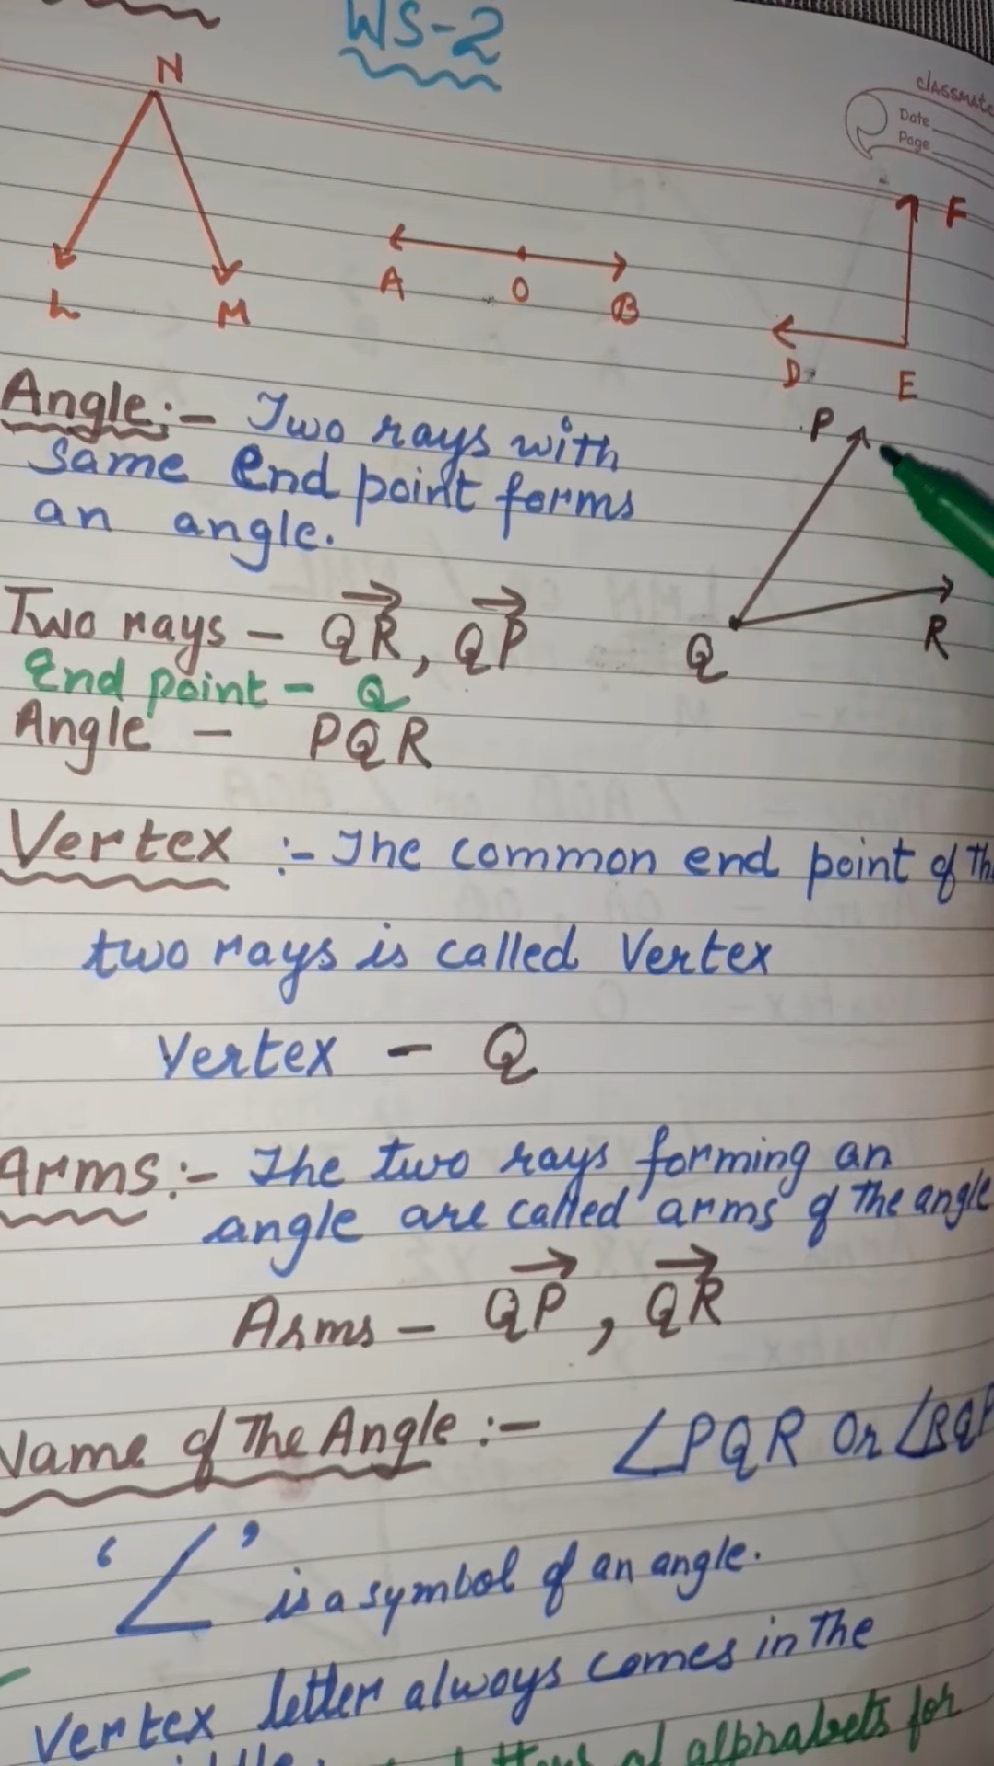 WS-2
classmate
Date
Page
N
L
M
A
O
B
F
D
E
Angle:- Two rays with
same end point forms
an angle.
P
Q
R
Two rays - QR, QP
End point - Q
Angle - PQR
Vertex :- The common end point of
two rays is called Vertex
Vertex - Q
Arms:- The two rays forming an
angle are called arms of the angle
Arms - QP, QR
Name of The Angle:- ∠PQR Or
'∠' is a symbol of an angle.
Vertex letter always comes in the
of alphabets for